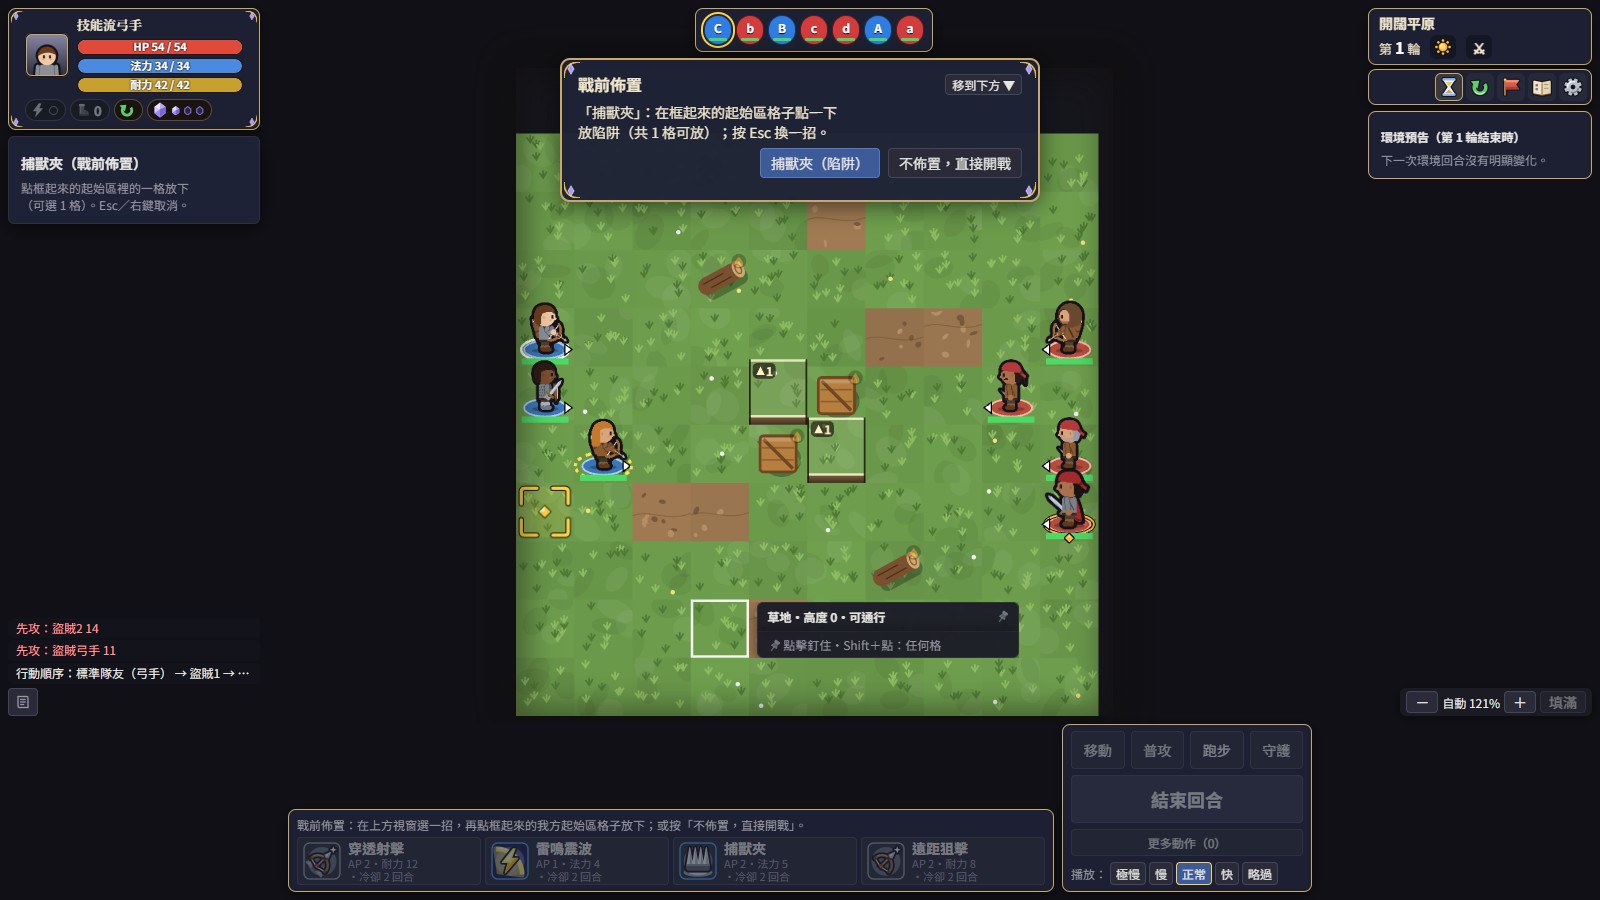 技能流弓手
HP 54 / 54
法力 34 / 34
耐力 42 / 42
0
捕獸夾（戰前佈置）
點框起來的起始區裡的一格放下
（可選 1 格）。Esc／右鍵取消。
C b B c d A a
戰前佈置
移到下方▼
「捕獸夾」：在框起來的起始區格子點一下
放陷阱（共 1 格可放）；按 Esc 換一招。
捕獸夾（陷阱）
不佈置，直接開戰
開闊平原
第 1 輪
環境預告（第 1 輪結束時）
下一次環境回合沒有明顯變化。
▲1
▲1
草地・高度 0・可通行
點擊釘住・Shift＋點：任何格
先攻：盜賊2 14
先攻：盜賊弓手 11
行動順序：標準隊友（弓手）→ 盜賊1 → ⋯
− 自動 121% + 填滿
移動 普攻 跑步 守護
結束回合
更多動作（0）
播放： 極慢 慢 正常 快 略過
戰前佈置：在上方視窗選一招，再點框起來的我方起始區格子放下；或按「不佈置，直接開戰」。
穿透射擊
AP 2・耐力 12
・冷卻 2 回合
雷鳴震波
AP 1・法力 4
・冷卻 2 回合
捕獸夾
AP 2・法力 5
・冷卻 2 回合
遠距狙擊
AP 2・耐力 8
・冷卻 2 回合